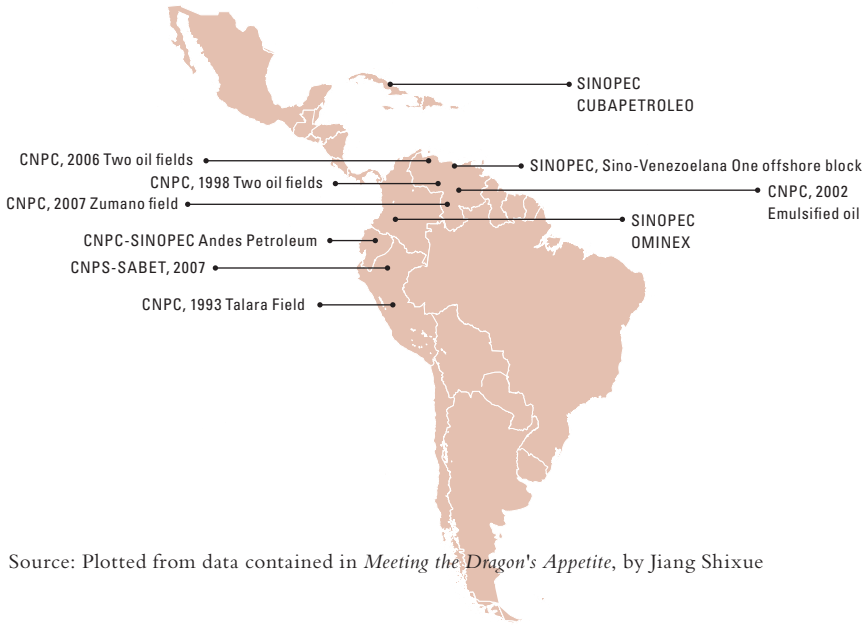 SINOPEC
CUBAPETROLEO
CNPC, 2006 Two oil fields
SINOPEC, Sino-Venezoelana One offshore block
CNPC, 1998 Two oil fields
CNPC, 2002
Emulsified oil
CNPC, 2007 Zumano field
SINOPEC
OMINEX
CNPC-SINOPEC Andes Petroleum
CNPS-SABET, 2007
CNPC, 1993 Talara Field
Source: Plotted from data contained in Meeting the Dragon's Appetite, by Jiang Shixue